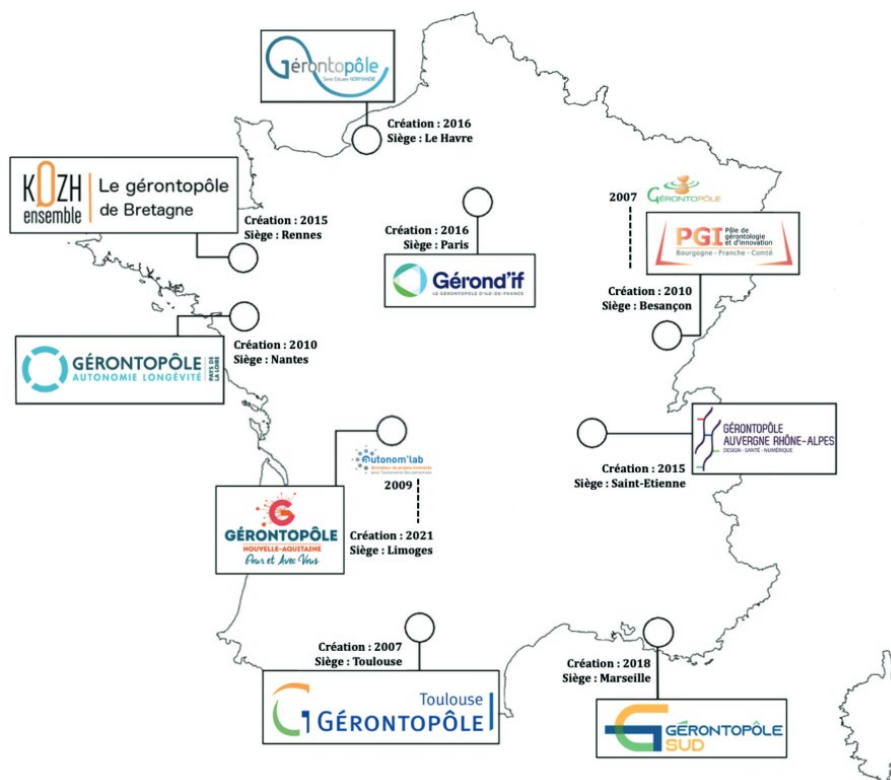 Gérontopôle
Seine Estuaire NORMANDIE
Création : 2016
Siège : Le Havre
KOZH
ensemble
Le gérontopôle
de Bretagne
Création : 2015
Siège : Rennes
Création : 2016
Siège : Paris
Gérond'if
LE GÉRONTOPÔLE D'ILE-DE-FRANCE
2007
GÉRONTOPÔLE
PGI
Pôle de
gérontologie
et d'innovation
Bourgogne - Franche - Comté
Création : 2010
Siège : Besançon
GÉRONTOPÔLE
AUTONOMIE LONGÉVITÉ
PAYS DE
LA LOIRE
Création : 2010
Siège : Nantes
GÉRONTOPÔLE
AUVERGNE RHÔNE-ALPES
DESIGN - SANTÉ - NUMÉRIQUE
Création : 2015
Siège : Saint-Etienne
autonom'lab
2009
GÉRONTOPÔLE
NOUVELLE-AQUITAINE
Pour et Avec Vous
Création : 2021
Siège : Limoges
Création : 2007
Siège : Toulouse
Toulouse
GÉRONTOPÔLE
Création : 2018
Siège : Marseille
GÉRONTOPÔLE
SUD